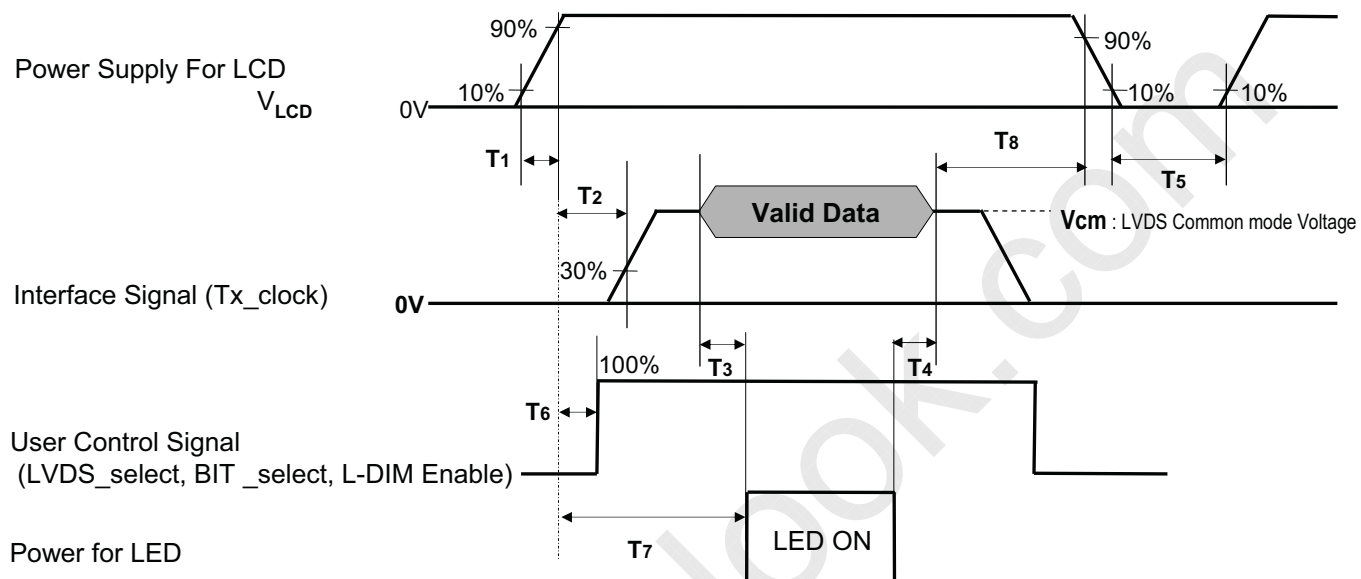 90%
90%
Power Supply For LCD
10%
10%
10%
VLCD
0V
T1
T8
T2
T5
Valid Data
Vcm : LVDS Common mode Voltage
30%
Interface Signal (Tx_clock)
0V
100%
T3
T4
T6
User Control Signal
(LVDS_select, BIT _select, L-DIM Enable)
T7
LED ON
Power for LED
look.com